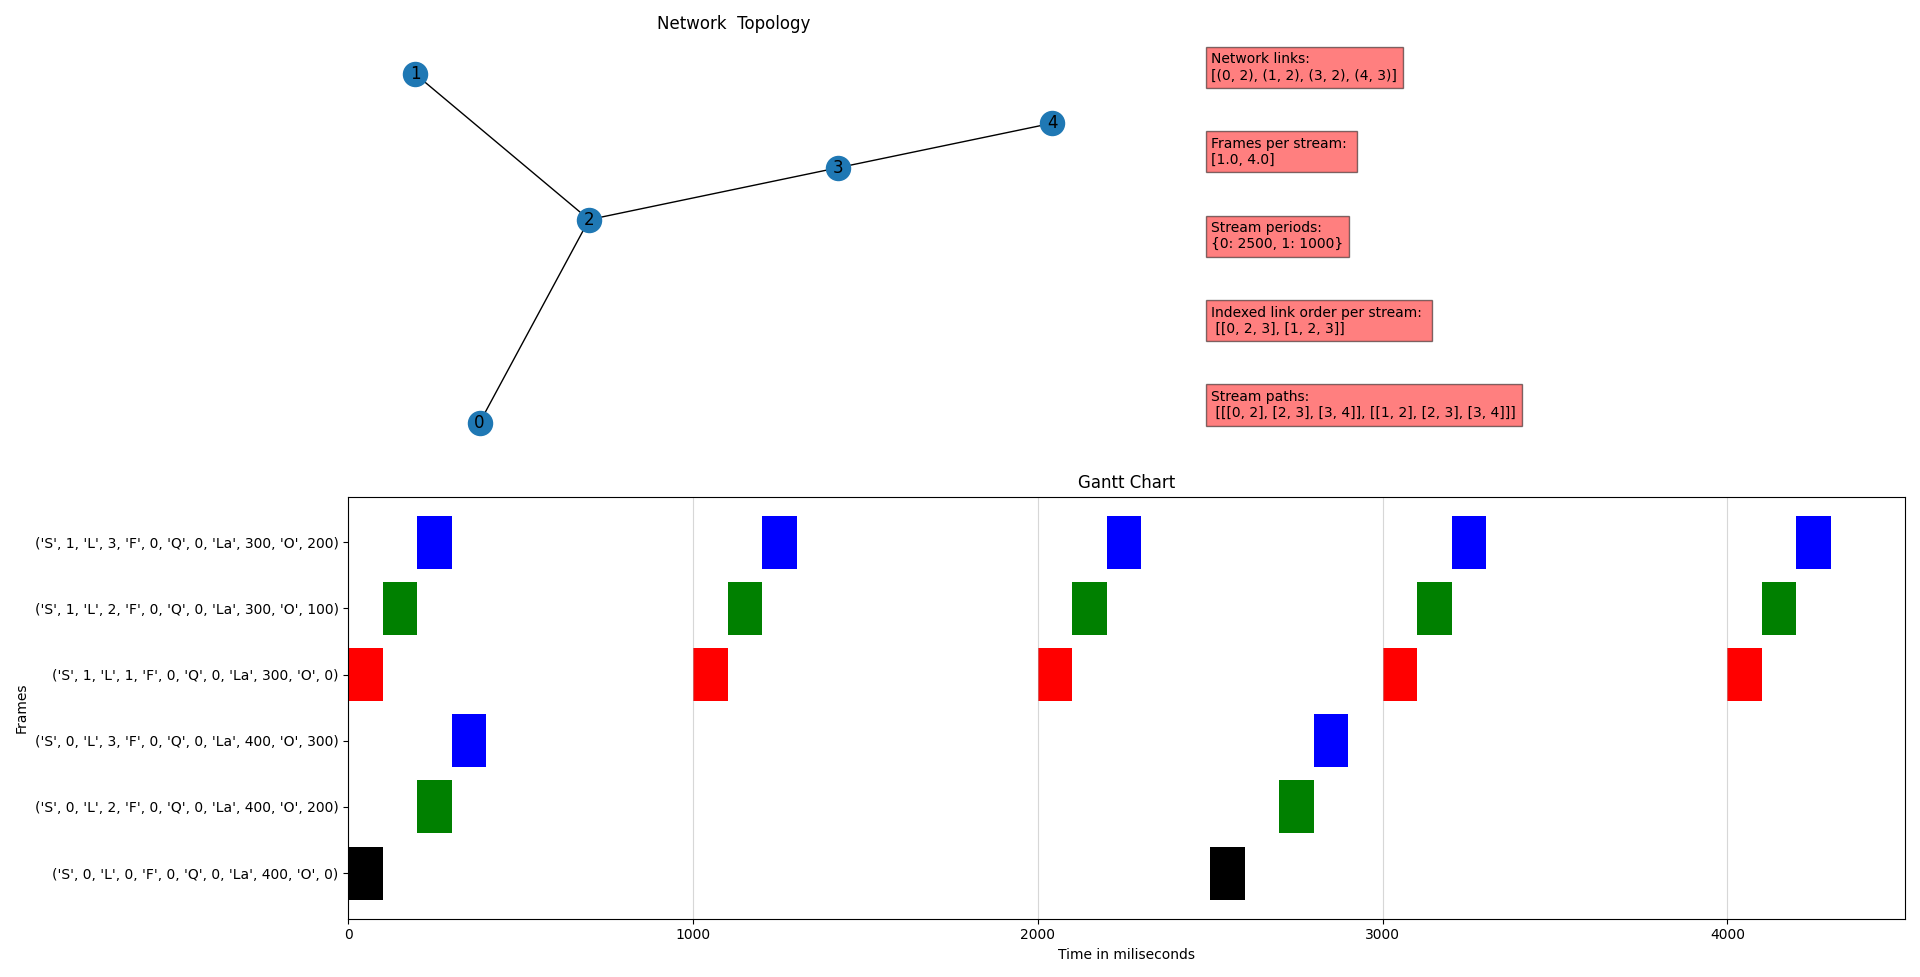 Network  Topology
1
4
3
2
0
Network links:
[(0, 2), (1, 2), (3, 2), (4, 3)]
Frames per stream:
[1.0, 4.0]
Stream periods:
{0: 2500, 1: 1000}
Indexed link order per stream:
[[0, 2, 3], [1, 2, 3]]
Stream paths:
[[[0, 2], [2, 3], [3, 4]], [[1, 2], [2, 3], [3, 4]]]
Gantt Chart
Frames
('S', 1, 'L', 3, 'F', 0, 'Q', 0, 'La', 300, 'O', 200)
('S', 1, 'L', 2, 'F', 0, 'Q', 0, 'La', 300, 'O', 100)
('S', 1, 'L', 1, 'F', 0, 'Q', 0, 'La', 300, 'O', 0)
('S', 0, 'L', 3, 'F', 0, 'Q', 0, 'La', 400, 'O', 300)
('S', 0, 'L', 2, 'F', 0, 'Q', 0, 'La', 400, 'O', 200)
('S', 0, 'L', 0, 'F', 0, 'Q', 0, 'La', 400, 'O', 0)
0 1000 2000 3000 4000
Time in miliseconds